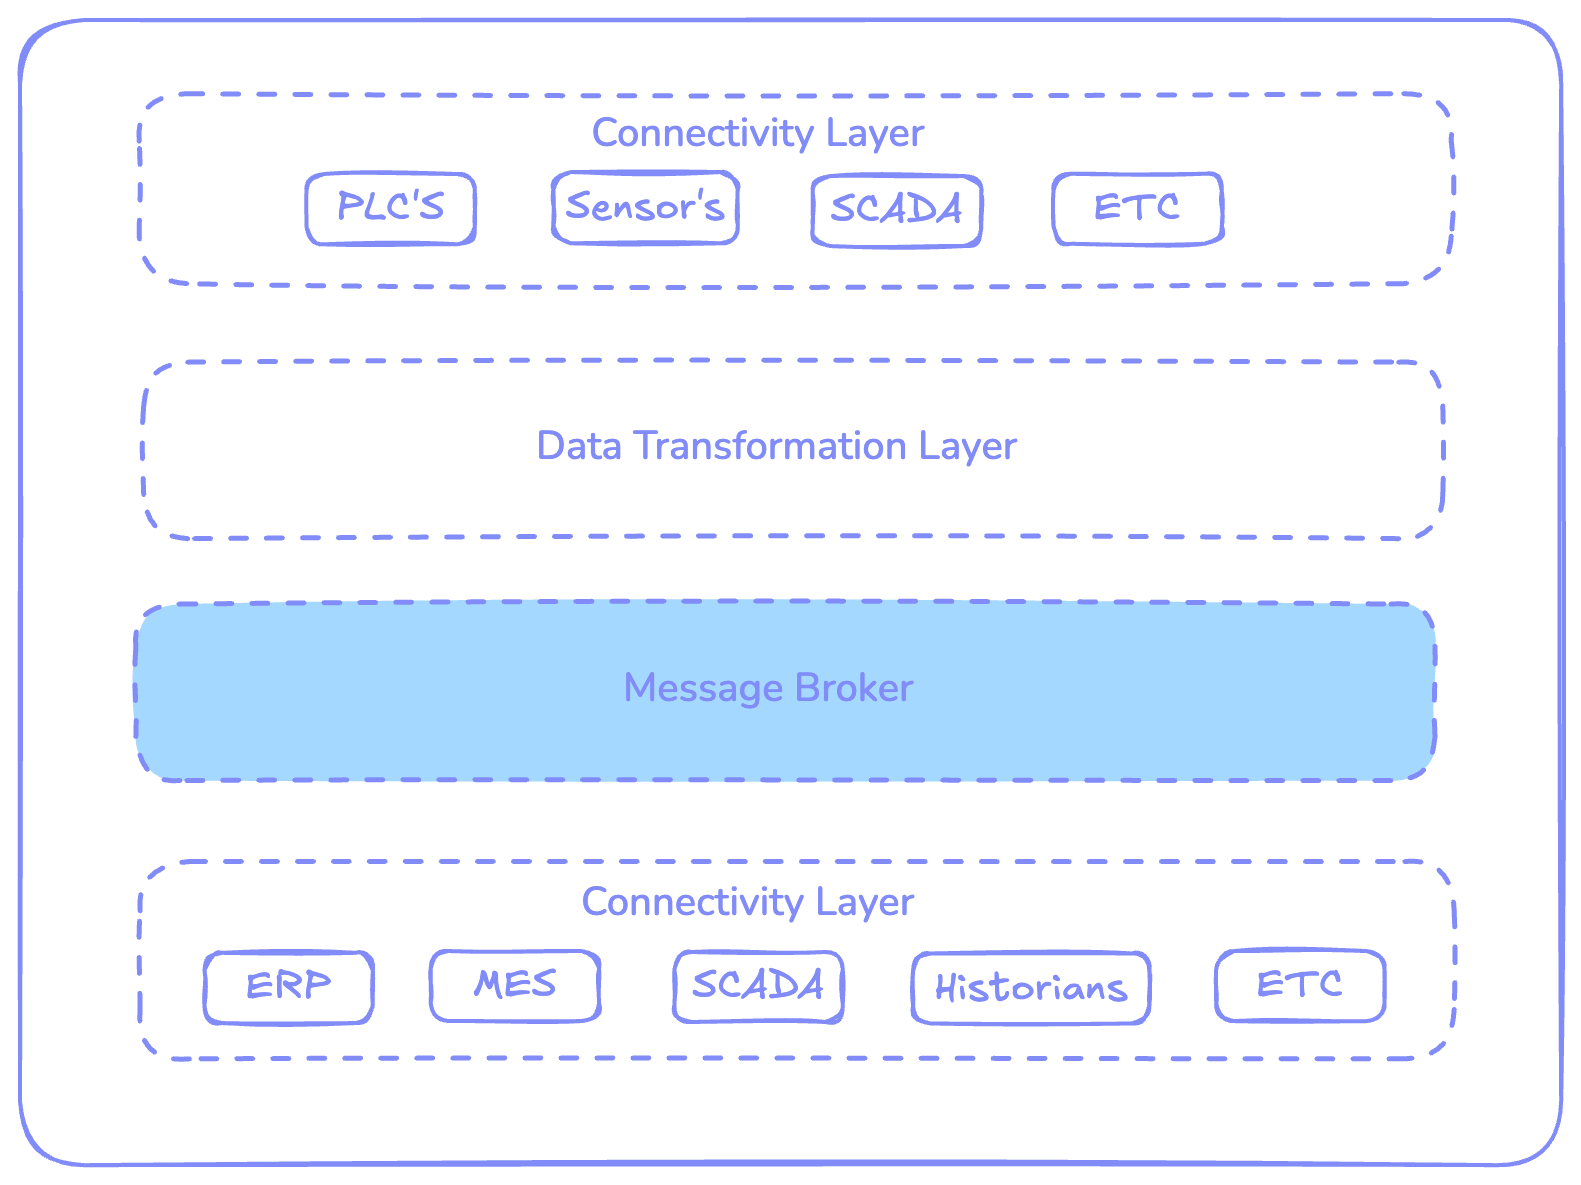 Connectivity Layer
PLC'S
Sensor's
SCADA
ETC
Data Transformation Layer
Message Broker
Connectivity Layer
ERP
MES
SCADA
Historians
ETC